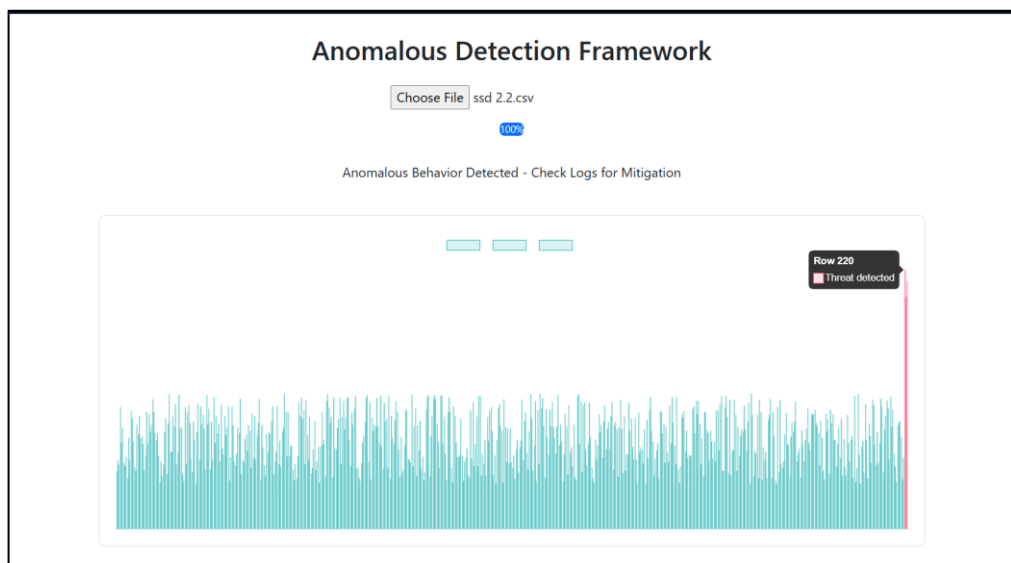 Anomalous Detection Framework
Choose File ssd 2.2.csv
100%
Anomalous Behavior Detected - Check Logs for Mitigation
Row 220
Threat detected